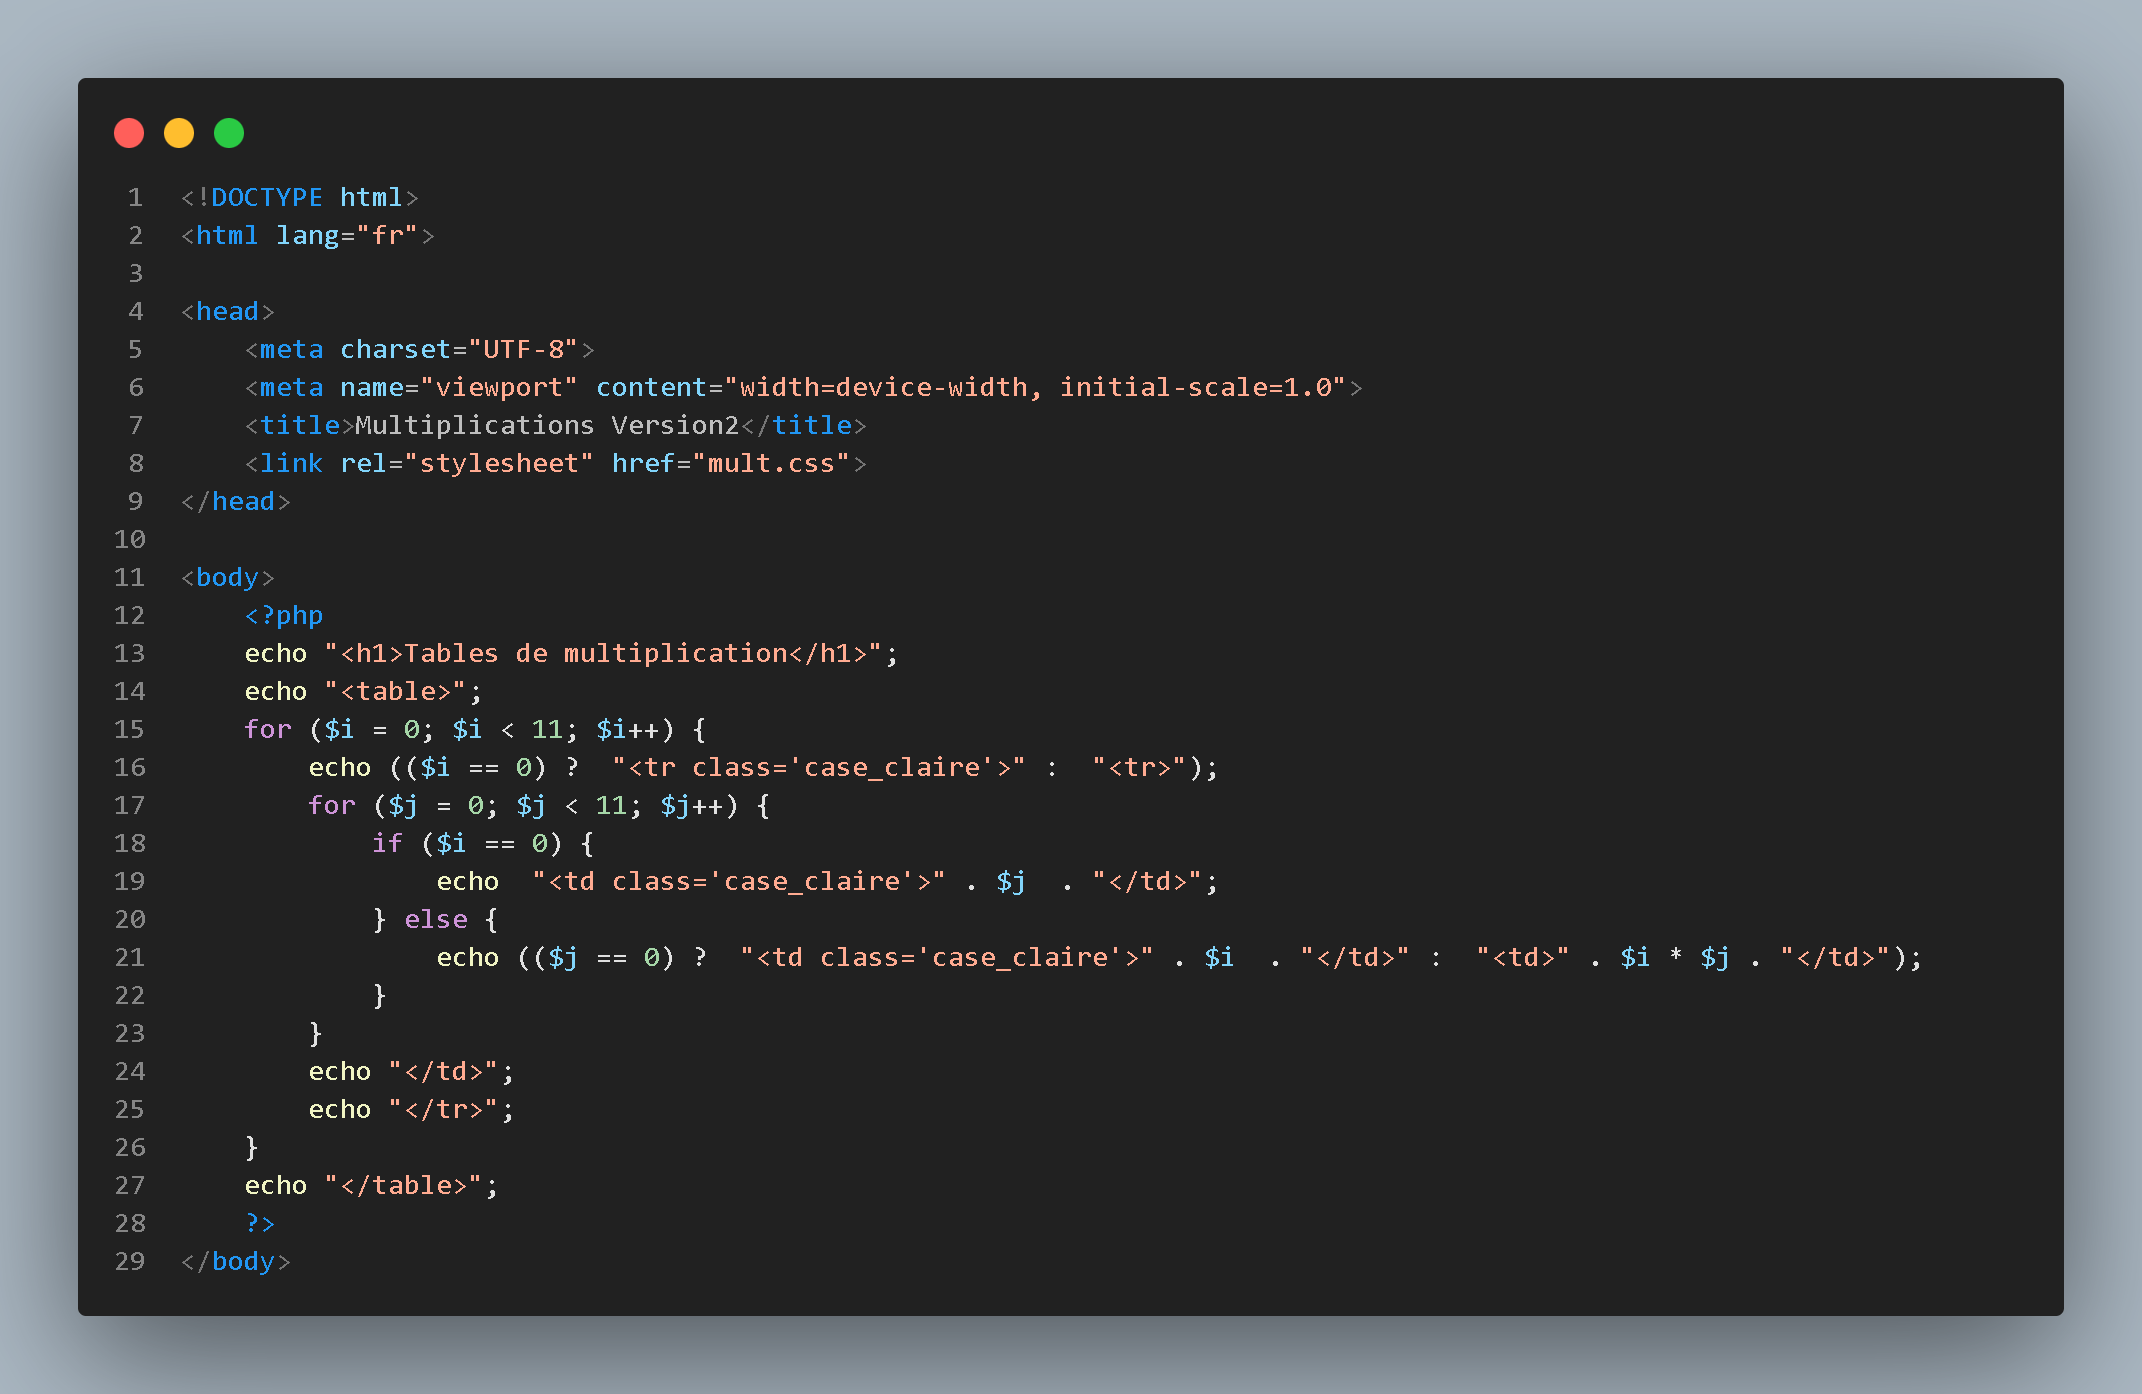 1 <!DOCTYPE html>
2 <html lang="fr">
3
4 <head>
5     <meta charset="UTF-8">
6     <meta name="viewport" content="width=device-width, initial-scale=1.0">
7     <title>Multiplications Version2</title>
8     <link rel="stylesheet" href="mult.css">
9 </head>
10
11 <body>
12     <?php
13     echo "<h1>Tables de multiplication</h1>";
14     echo "<table>";
15     for ($i = 0; $i < 11; $i++) {
16         echo (($i == 0) ?  "<tr class='case_claire'>" :  "<tr>");
17         for ($j = 0; $j < 11; $j++) {
18             if ($i == 0) {
19                 echo  "<td class='case_claire'>" . $j  . "</td>";
20             } else {
21                 echo (($j == 0) ?  "<td class='case_claire'>" . $i  . "</td>" :  "<td>" . $i * $j . "</td>");
22             }
23         }
24         echo "</td>";
25         echo "</tr>";
26     }
27     echo "</table>";
28     ?>
29 </body>